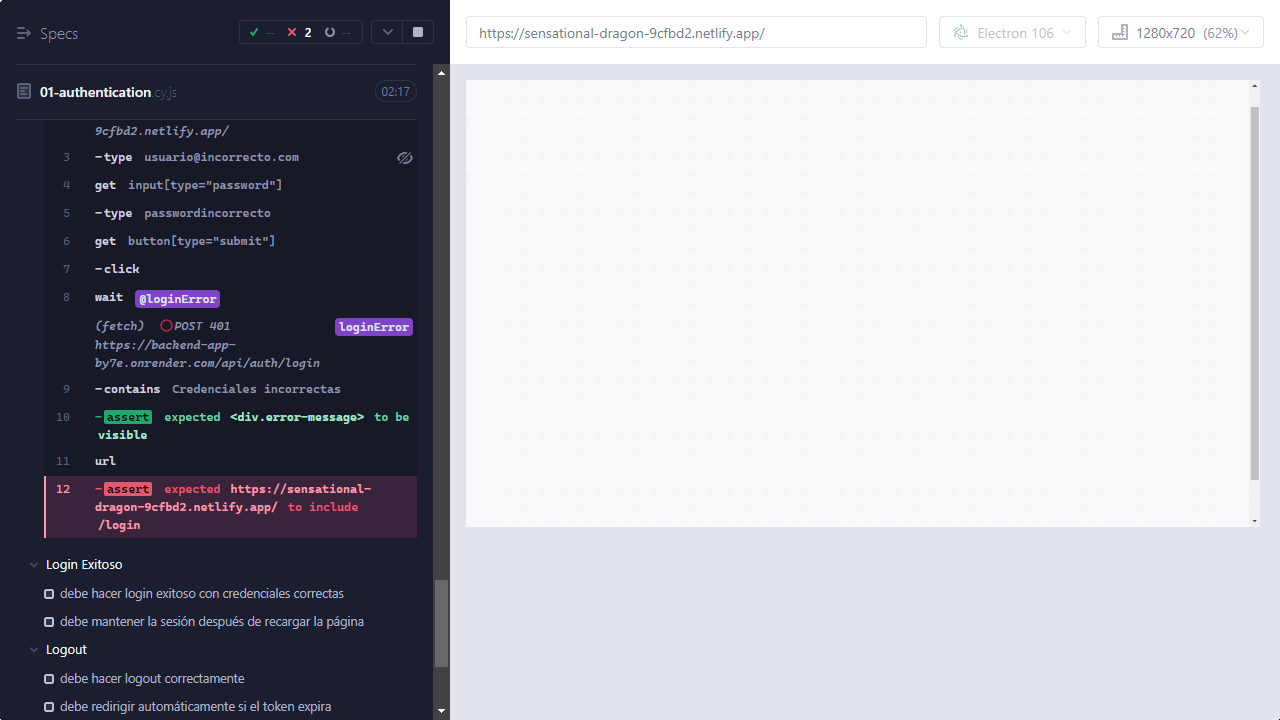 Specs
-- 2 --
https://sensational-dragon-9cfbd2.netlify.app/
Electron 106
1280x720 (62%)
01-authentication.cy.js
02:17
9cfbd2.netlify.app/
3 -type usuario@incorrecto.com
4 get input[type="password"]
5 -type passwordincorrecto
6 get button[type="submit"]
7 -click
8 wait @loginError
(fetch) POST 401 loginError
https://backend-app-
by7e.onrender.com/api/auth/login
9 -contains Credenciales incorrectas
10 -assert expected <div.error-message> to be
visible
11 url
12 -assert expected https://sensational-
dragon-9cfbd2.netlify.app/ to include
/login
Login Exitoso
debe hacer login exitoso con credenciales correctas
debe mantener la sesión después de recargar la página
Logout
debe hacer logout correctamente
debe redirigir automáticamente si el token expira